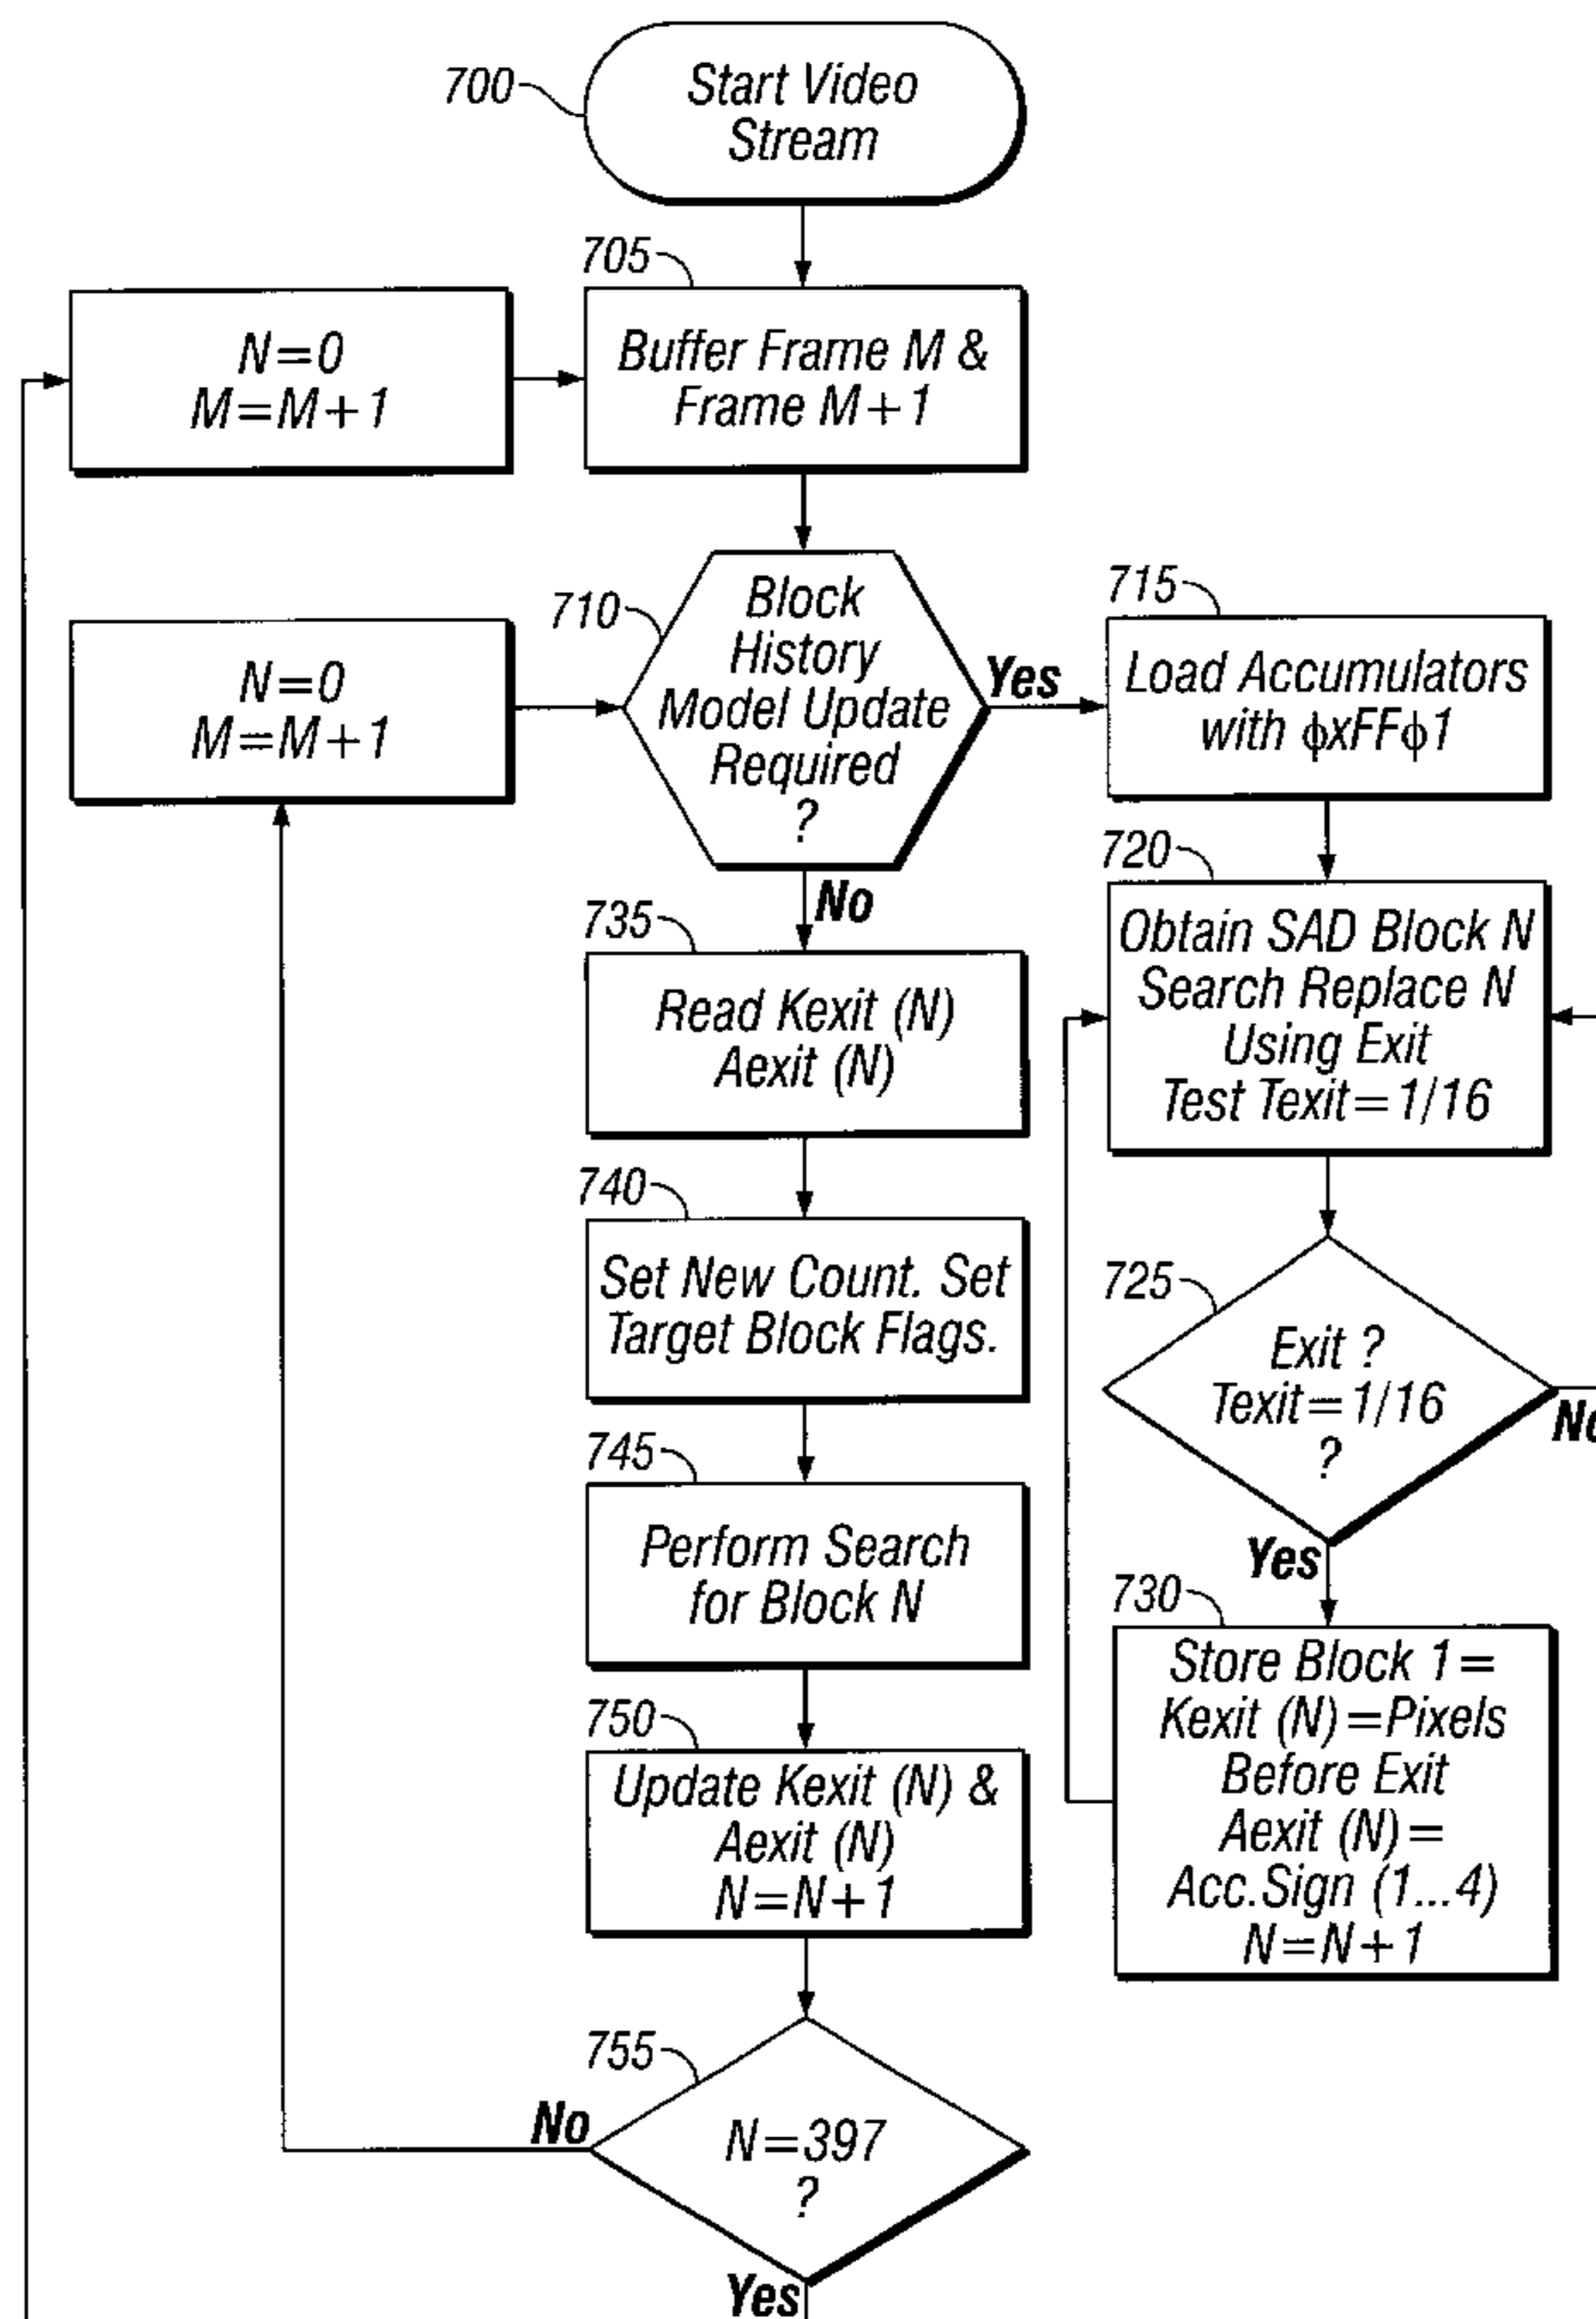 700
Start Video
Stream
705
N=0
M=M+1
Buffer Frame M &
Frame M+1
710
Block
History
Model Update
Required
?
Yes
No
N=0
M=M+1
715
Load Accumulators
with ϕxFFϕ1
720
Obtain SAD Block N
Search Replace N
Using Exit
Test Texit=1/16
735
Read Kexit (N)
Aexit (N)
740
Set New Count. Set
Target Block Flags.
725
Exit ?
Texit=1/16
?
Yes
745
Perform Search
for Block N
730
Store Block 1=
Kexit (N)=Pixels
Before Exit
Aexit (N)=
Acc.Sign (1...4)
N=N+1
750
Update Kexit (N) &
Aexit (N)
N=N+1
755
N=397
?
No
Yes